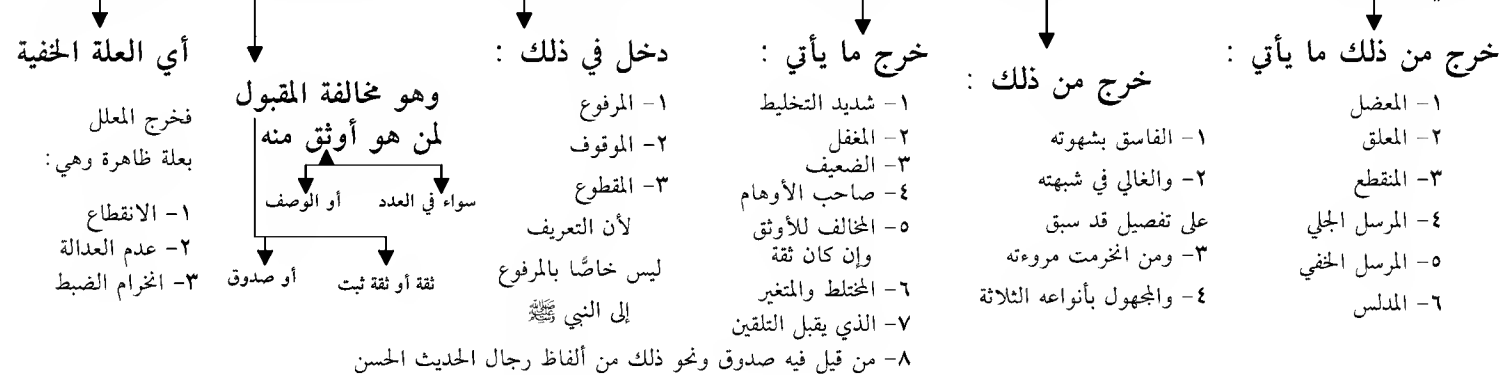 خرج من ذلك ما يأتي :
١- المعضل
٢- المعلق
٣- المنقطع
٤- المرسل الجلي
٥- المرسل الخفي
٦- المدلس
خرج من ذلك :
١- الفاسق بشهوته
٢- والغالي في شبهته
على تفصيل قد سبق
٣- ومن انخرمت مروءته
٤- والمجهول بأنواعه الثلاثة
خرج ما يأتي :
١- شديد التخليط
٢- المغفل
٣- الضعيف
٤- صاحب الأوهام
٥- المخالف للأوثق
وإن كان ثقة
٦- المختلط والمتغير
٧- الذي يقبل التلقين
٨- من قيل فيه صدوق ونحو ذلك من ألفاظ رجال الحديث الحسن
دخل في ذلك :
١- المرفوع
٢- الموقوف
٣- المقطوع
لأن التعريف
ليس خاصًّا بالمرفوع
إلى النبي ﷺ
وهو مخالفة المقبول
لمن هو أوثق منه
سواء في العدد
أو الوصف
ثقة أو ثقة ثبت
أو صدوق
أي العلة الخفية
فخرج المعلل
بعلة ظاهرة وهي:
١- الانقطاع
٢- عدم العدالة
٣- انخرام الضبط